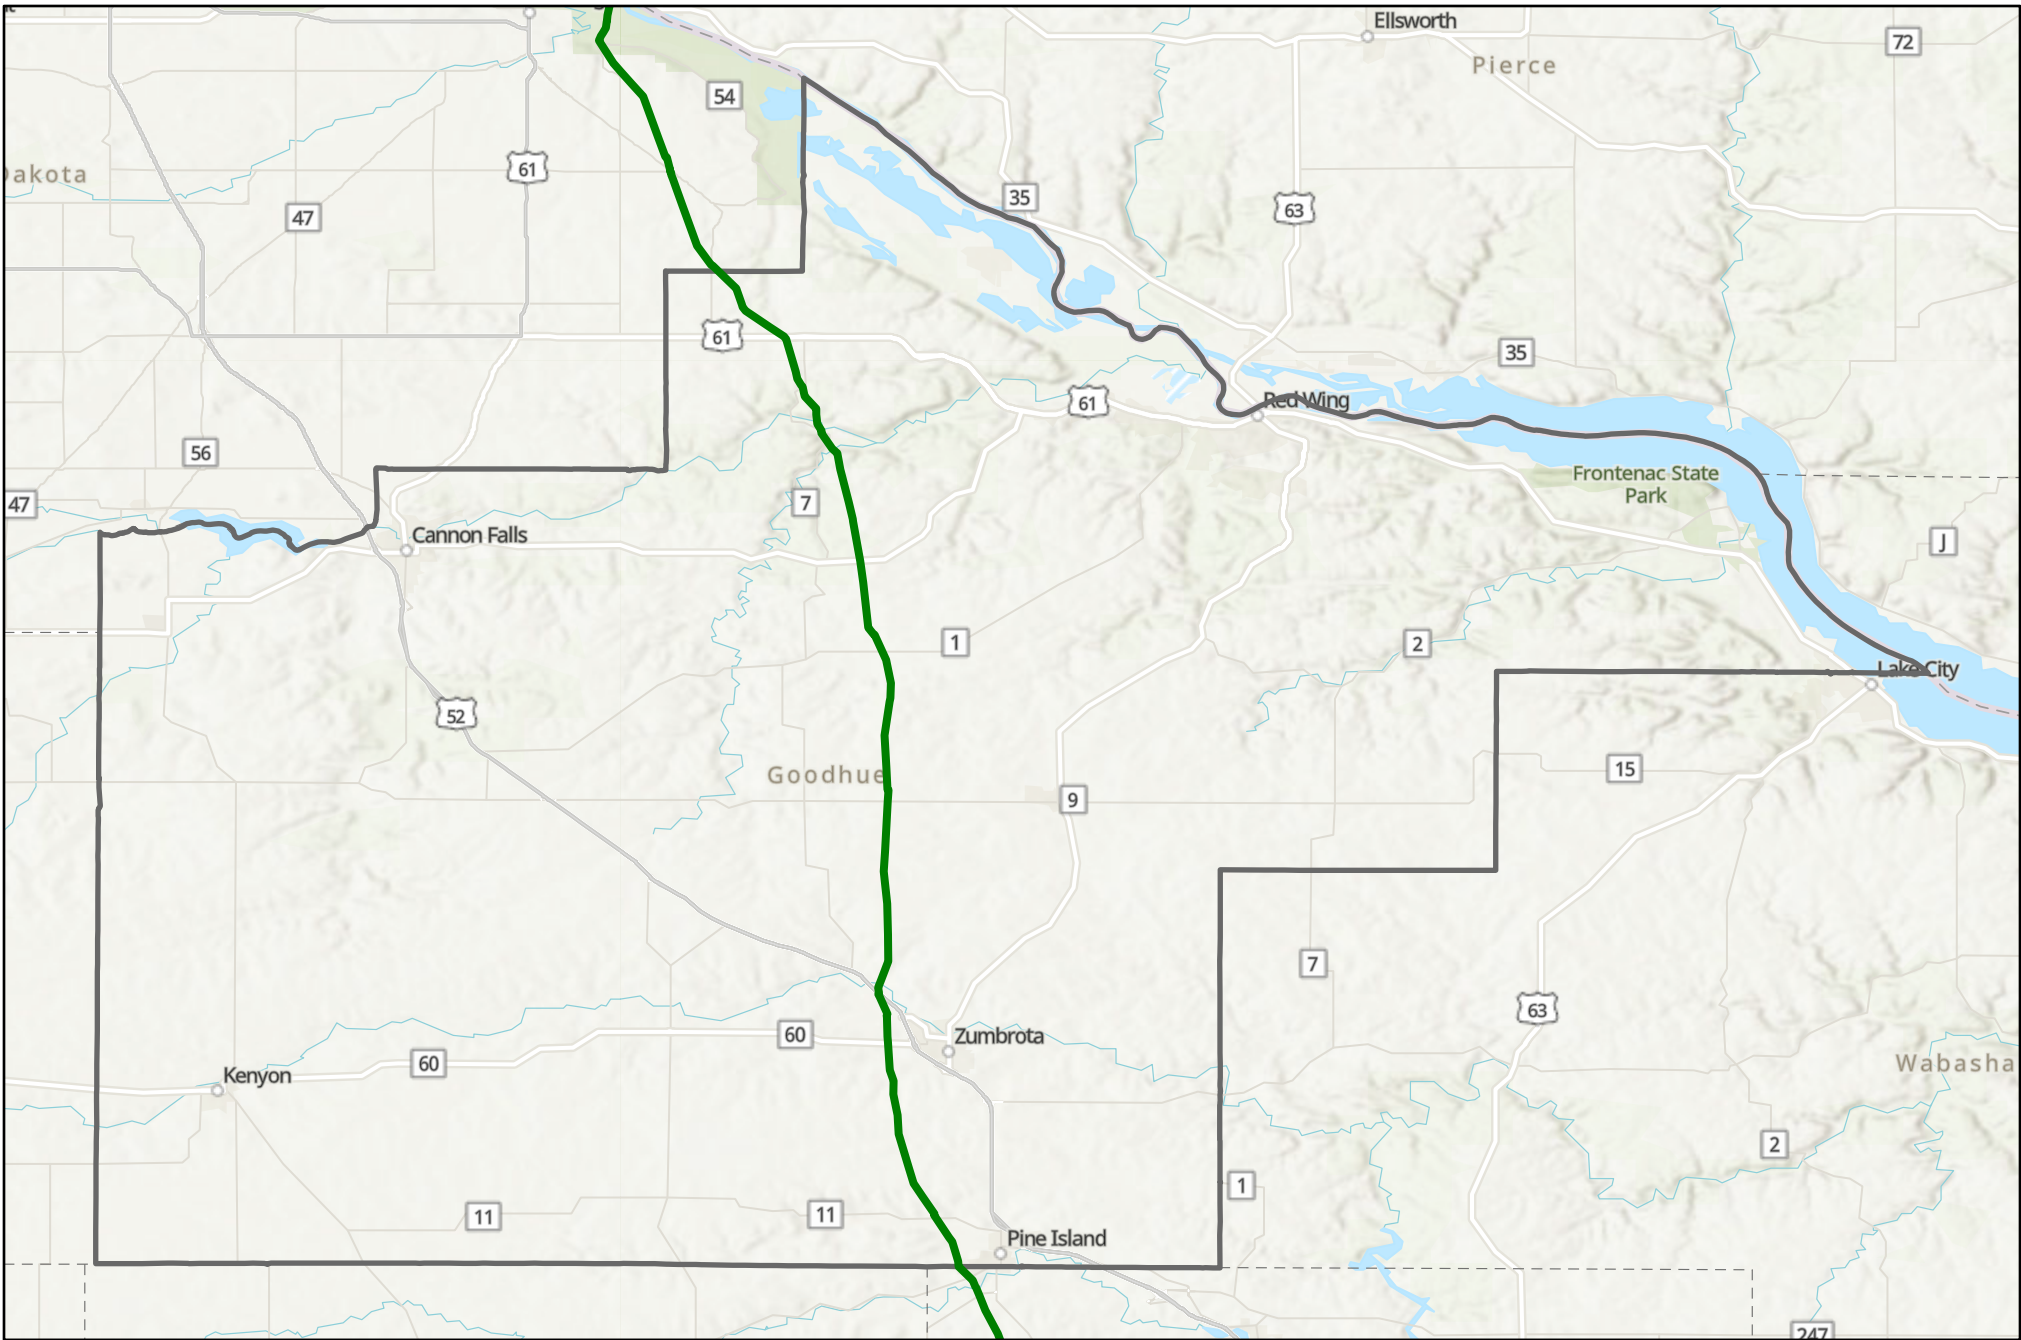 Ellsworth
72
Pierce
54
61
Dakota
35
47
63
61
35
61
Red Wing
56
Frontenac State
Park
47
7
Cannon Falls
J
1
2
Lake City
52
Goodhue
15
9
7
63
60
Zumbrota
60
Kenyon
Wabasha
2
1
11
11
Pine Island
247